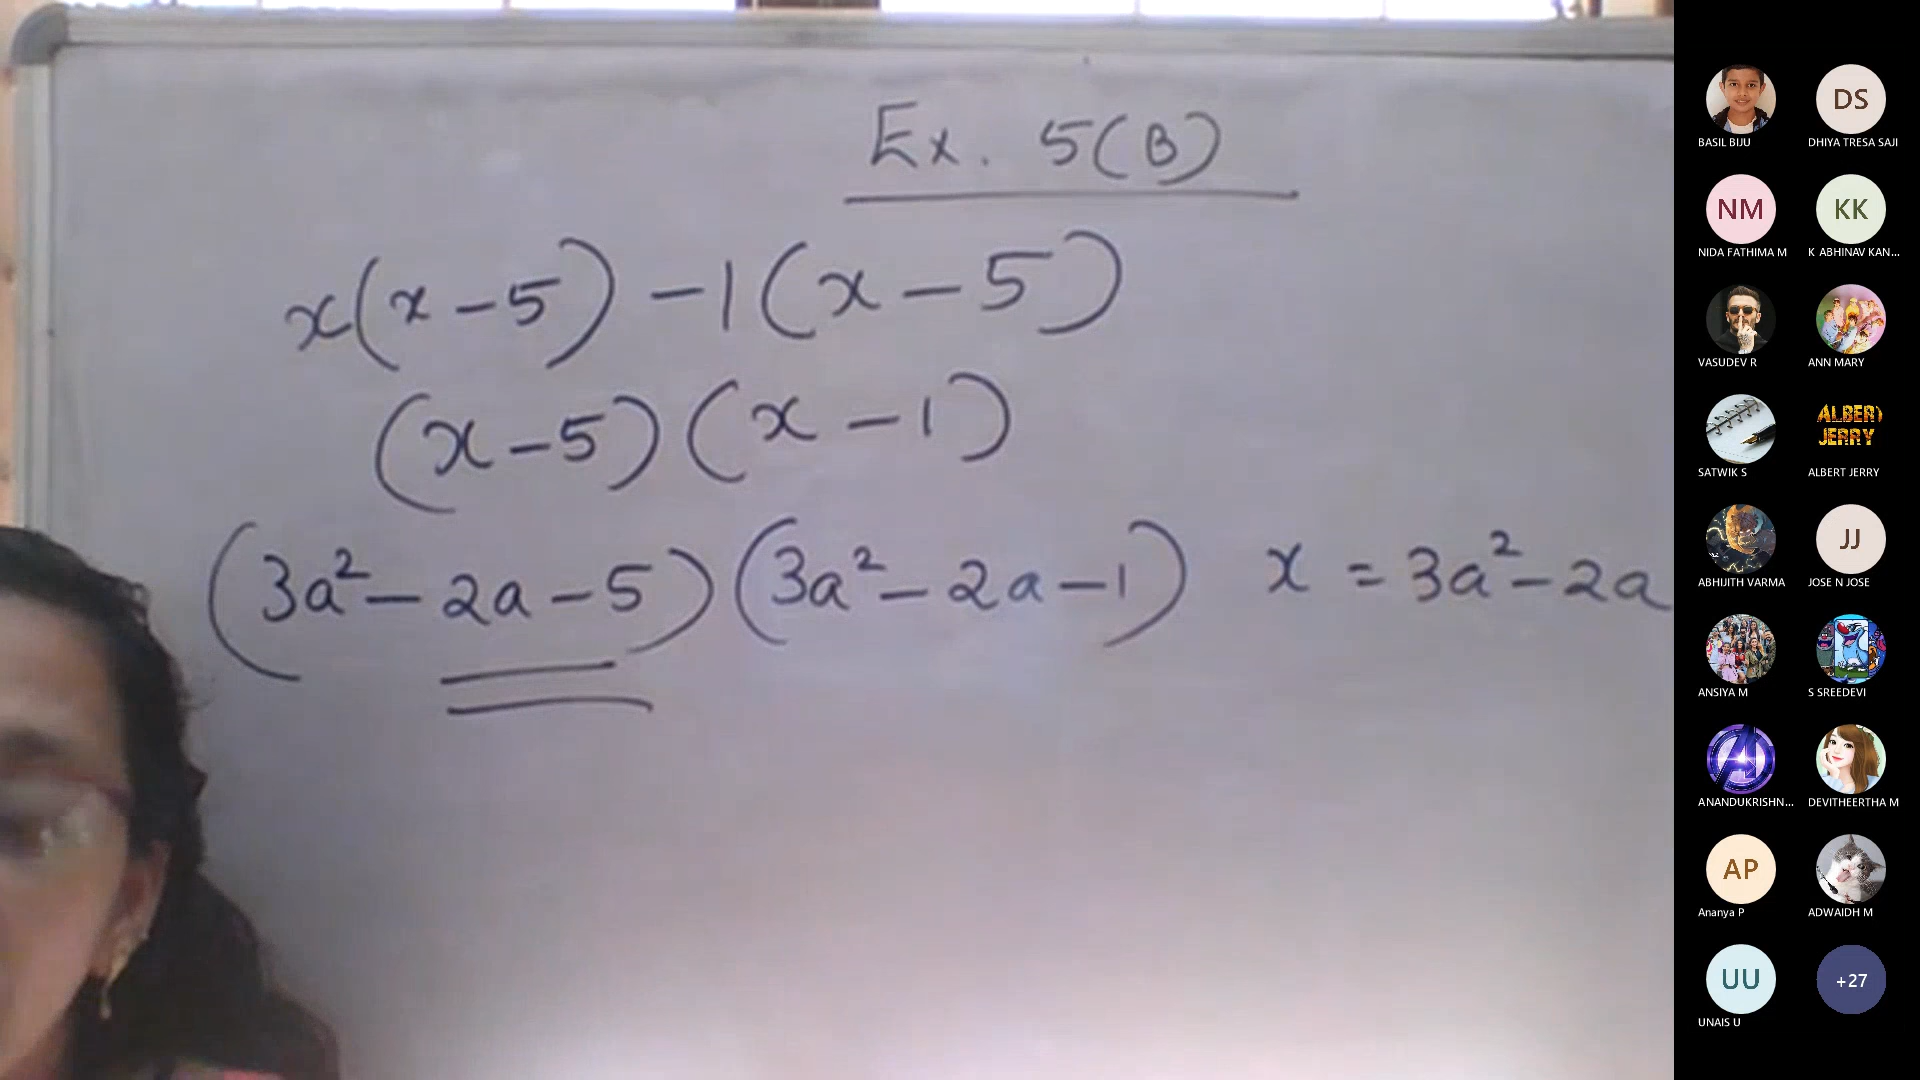 Ex. 5(B)
x(x-5) -1(x-5)
(x-5)(x-1)
(3a²-2a-5)(3a²-2a-1) x = 3a²-2a
BASIL BIJU
DS
DHIYA TRESA SAJI
NM
NIDA FATHIMA M
KK
K ABHINAV KAN...
VASUDEV R
ANN MARY
SATWIK S
ALBERT
JERRY
ALBERT JERRY
ABHIJITH VARMA
JJ
JOSE N JOSE
ANSIYA M
S SREEDEVI
ANANDUKRISHN...
DEVITHEERTHA M
AP
Ananya P
ADWAIDH M
UU
UNAIS U
+27